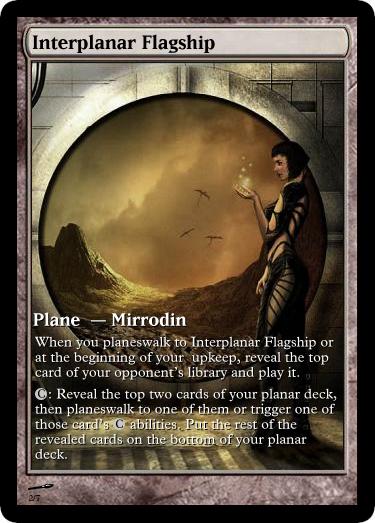 Interplanar Flagship
Plane — Mirrodin
When you planeswalk to Interplanar Flagship or
at the beginning of your upkeep, reveal the top
card of your opponent's library and play it.
C: Reveal the top two cards of your planar deck,
then planeswalk to one of them or trigger one of
those card's C abilities. Put the rest of the
revealed cards on the bottom of your planar
deck.
2/7